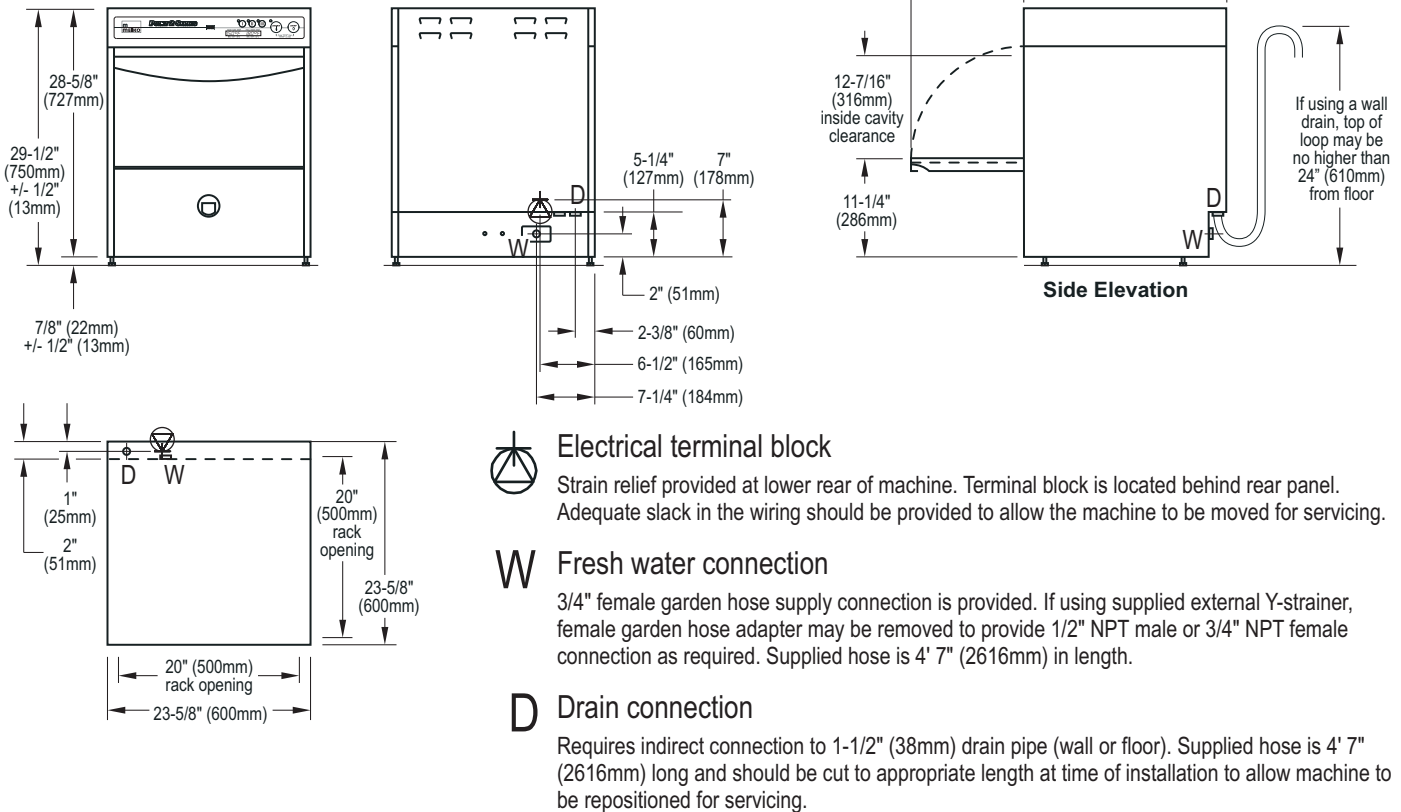 28-5/8"
(727mm)
29-1/2"
(750mm)
+/- 1/2"
(13mm)
7/8" (22mm)
+/- 1/2" (13mm)
5-1/4"
(127mm)
7"
(178mm)
D
W
2" (51mm)
2-3/8" (60mm)
6-1/2" (165mm)
7-1/4" (184mm)
12-7/16"
(316mm)
inside cavity
clearance
11-1/4"
(286mm)
If using a wall
drain, top of
loop may be
no higher than
24” (610mm)
from floor
D
W
Side Elevation
D W
1"
(25mm)
2"
(51mm)
20"
(500mm)
rack
opening
23-5/8"
(600mm)
20" (500mm)
rack opening
23-5/8" (600mm)
Electrical terminal block
Strain relief provided at lower rear of machine. Terminal block is located behind rear panel.
Adequate slack in the wiring should be provided to allow the machine to be moved for servicing.
W Fresh water connection
3/4" female garden hose supply connection is provided. If using supplied external Y-strainer,
female garden hose adapter may be removed to provide 1/2" NPT male or 3/4" NPT female
connection as required. Supplied hose is 4' 7" (2616mm) in length.
D Drain connection
Requires indirect connection to 1-1/2" (38mm) drain pipe (wall or floor). Supplied hose is 4' 7"
(2616mm) long and should be cut to appropriate length at time of installation to allow machine to
be repositioned for servicing.